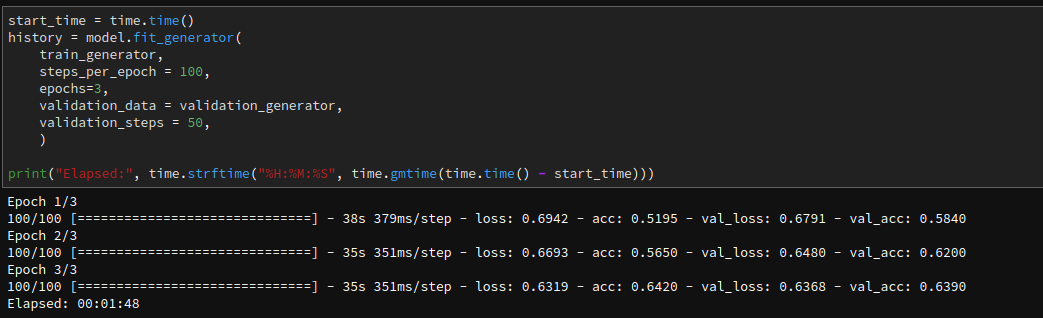 start_time = time.time()
history = model.fit_generator(
    train_generator,
    steps_per_epoch = 100,
    epochs=3,
    validation_data = validation_generator,
    validation_steps = 50,
    )
print("Elapsed:", time.strftime("%H:%M:%S", time.gmtime(time.time() - start_time)))
Epoch 1/3
100/100 [==============================] - 38s 379ms/step - loss: 0.6942 - acc: 0.5195 - val_loss: 0.6791 - val_acc: 0.5840
Epoch 2/3
100/100 [==============================] - 35s 351ms/step - loss: 0.6693 - acc: 0.5650 - val_loss: 0.6480 - val_acc: 0.6200
Epoch 3/3
100/100 [==============================] - 35s 351ms/step - loss: 0.6319 - acc: 0.6420 - val_loss: 0.6368 - val_acc: 0.6390
Elapsed: 00:01:48